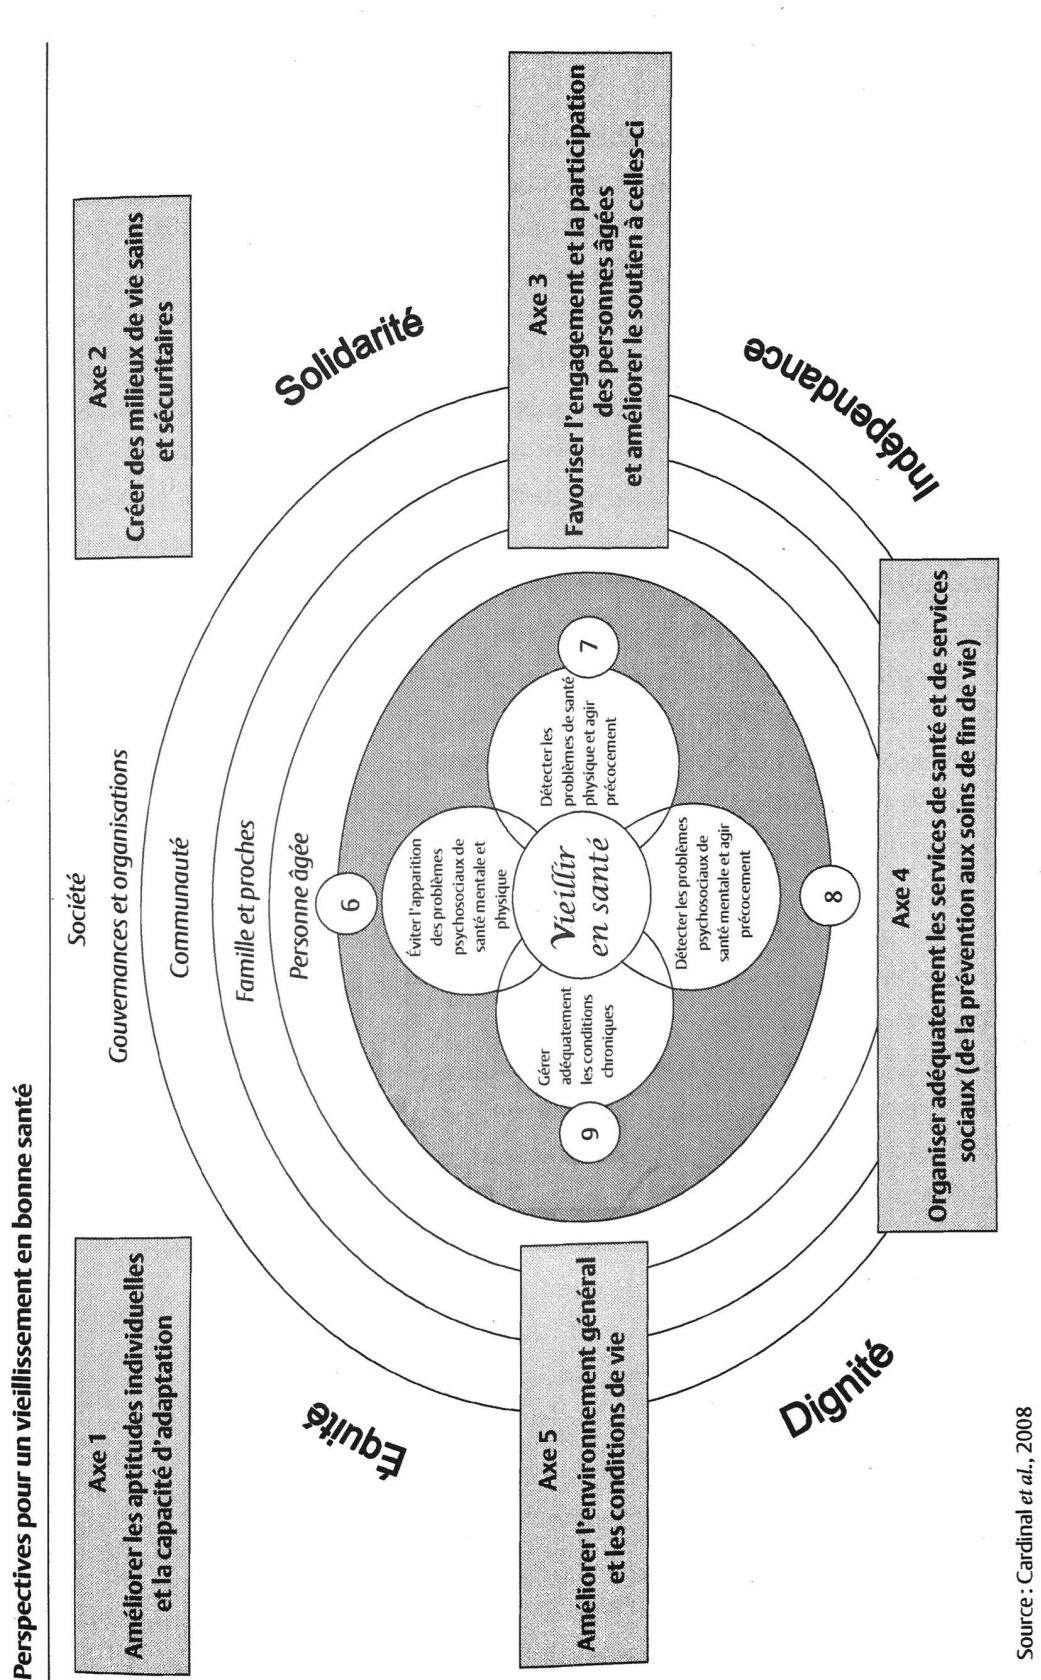 Perspectives pour un vieillissement en bonne santé
Société
Gouvernances et organisations
Communauté
Famille et proches
Personne âgée
Axe 1
Améliorer les aptitudes individuelles
et la capacité d'adaptation
Axe 2
Créer des milieux de vie sains
et sécuritaires
Équité
Solidarité
6
Éviter l'apparition
des problèmes
psychosociaux de
santé mentale et
physique
Axe 5
Améliorer l'environnement général
et les conditions de vie
9
Gérer
adéquatement
les conditions
chroniques
Vieillir
en santé
Détecter les
problèmes de santé
physique et agir
précocement
7
Axe 3
Favoriser l'engagement et la participation
des personnes âgées
et améliorer le soutien à celles-ci
Détecter les problèmes
psychosociaux de
santé mentale et agir
précocement
8
Dignité
Indépendance
Axe 4
Organiser adéquatement les services de santé et de services
sociaux (de la prévention aux soins de fin de vie)
Source : Cardinal et al., 2008